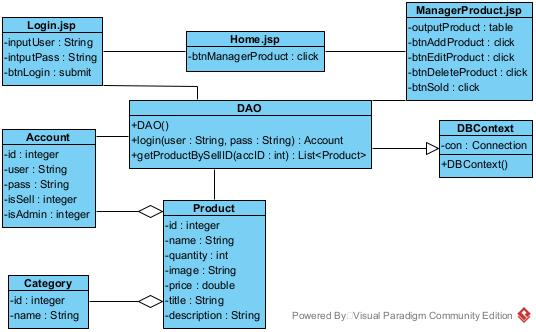 Login.jsp
-inputUser : String
-intputPass : String
-btnLogin : submit
Home.jsp
-btnManagerProduct : click
ManagerProduct.jsp
-outputProduct : table
-btnAddProduct : click
-btnEditProduct : click
-btnDeleteProduct : click
-btnSold : click
DAO
+DAO()
+login(user : String, pass : String) : Account
+getProductBySellID(accID : int) : List<Product>
DBContext
-con : Connection
+DBContext()
Account
-id : integer
-user : String
-pass : String
-isSell : integer
-isAdmin : integer
Product
-id : integer
-name : String
-quantity : int
-image : String
-price : double
-title : String
-description : String
Category
-id : integer
-name : String
Powered By Visual Paradigm Community Edition